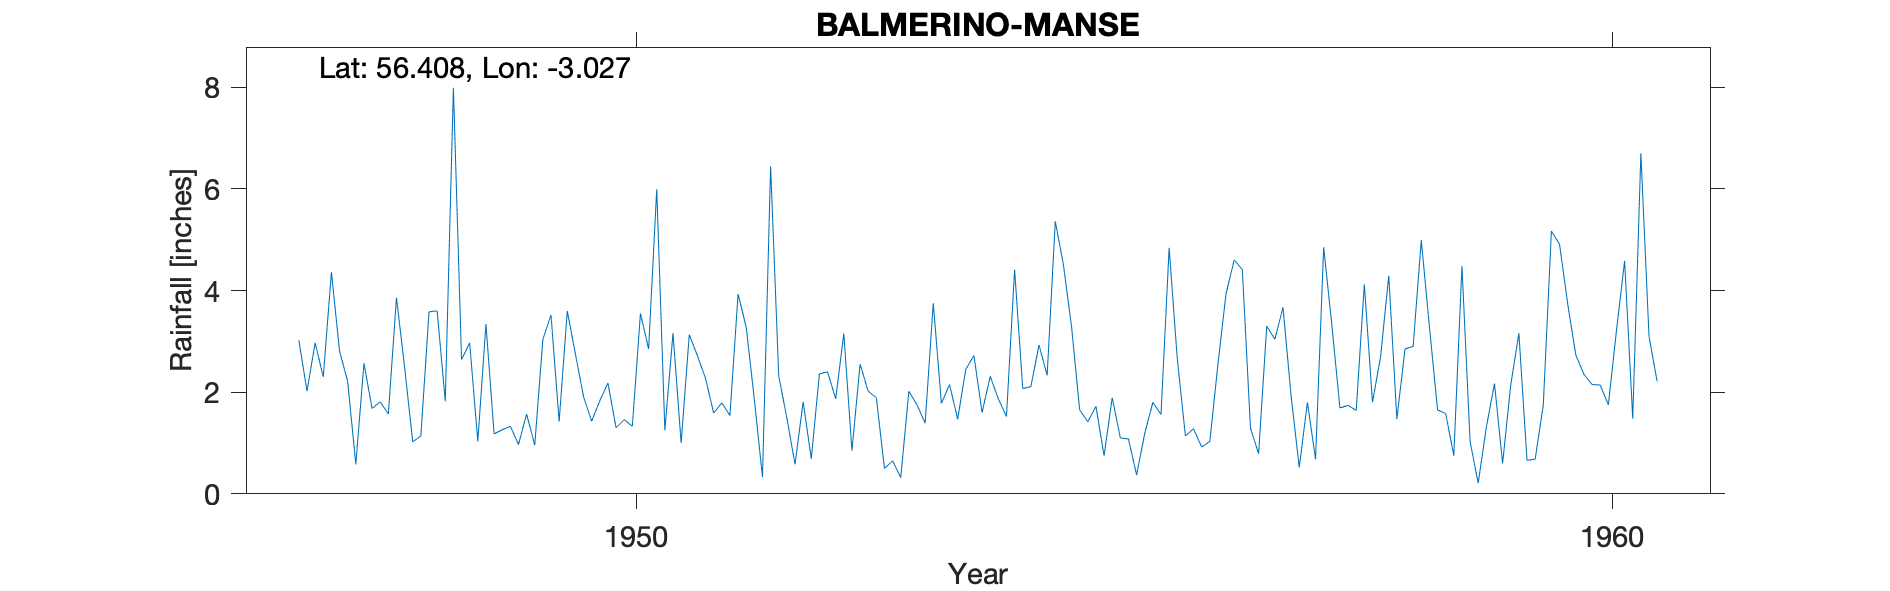 BALMERINO-MANSE
Lat: 56.408, Lon: -3.027
8
6
4
2
0
Rainfall [inches]
1950
1960
Year